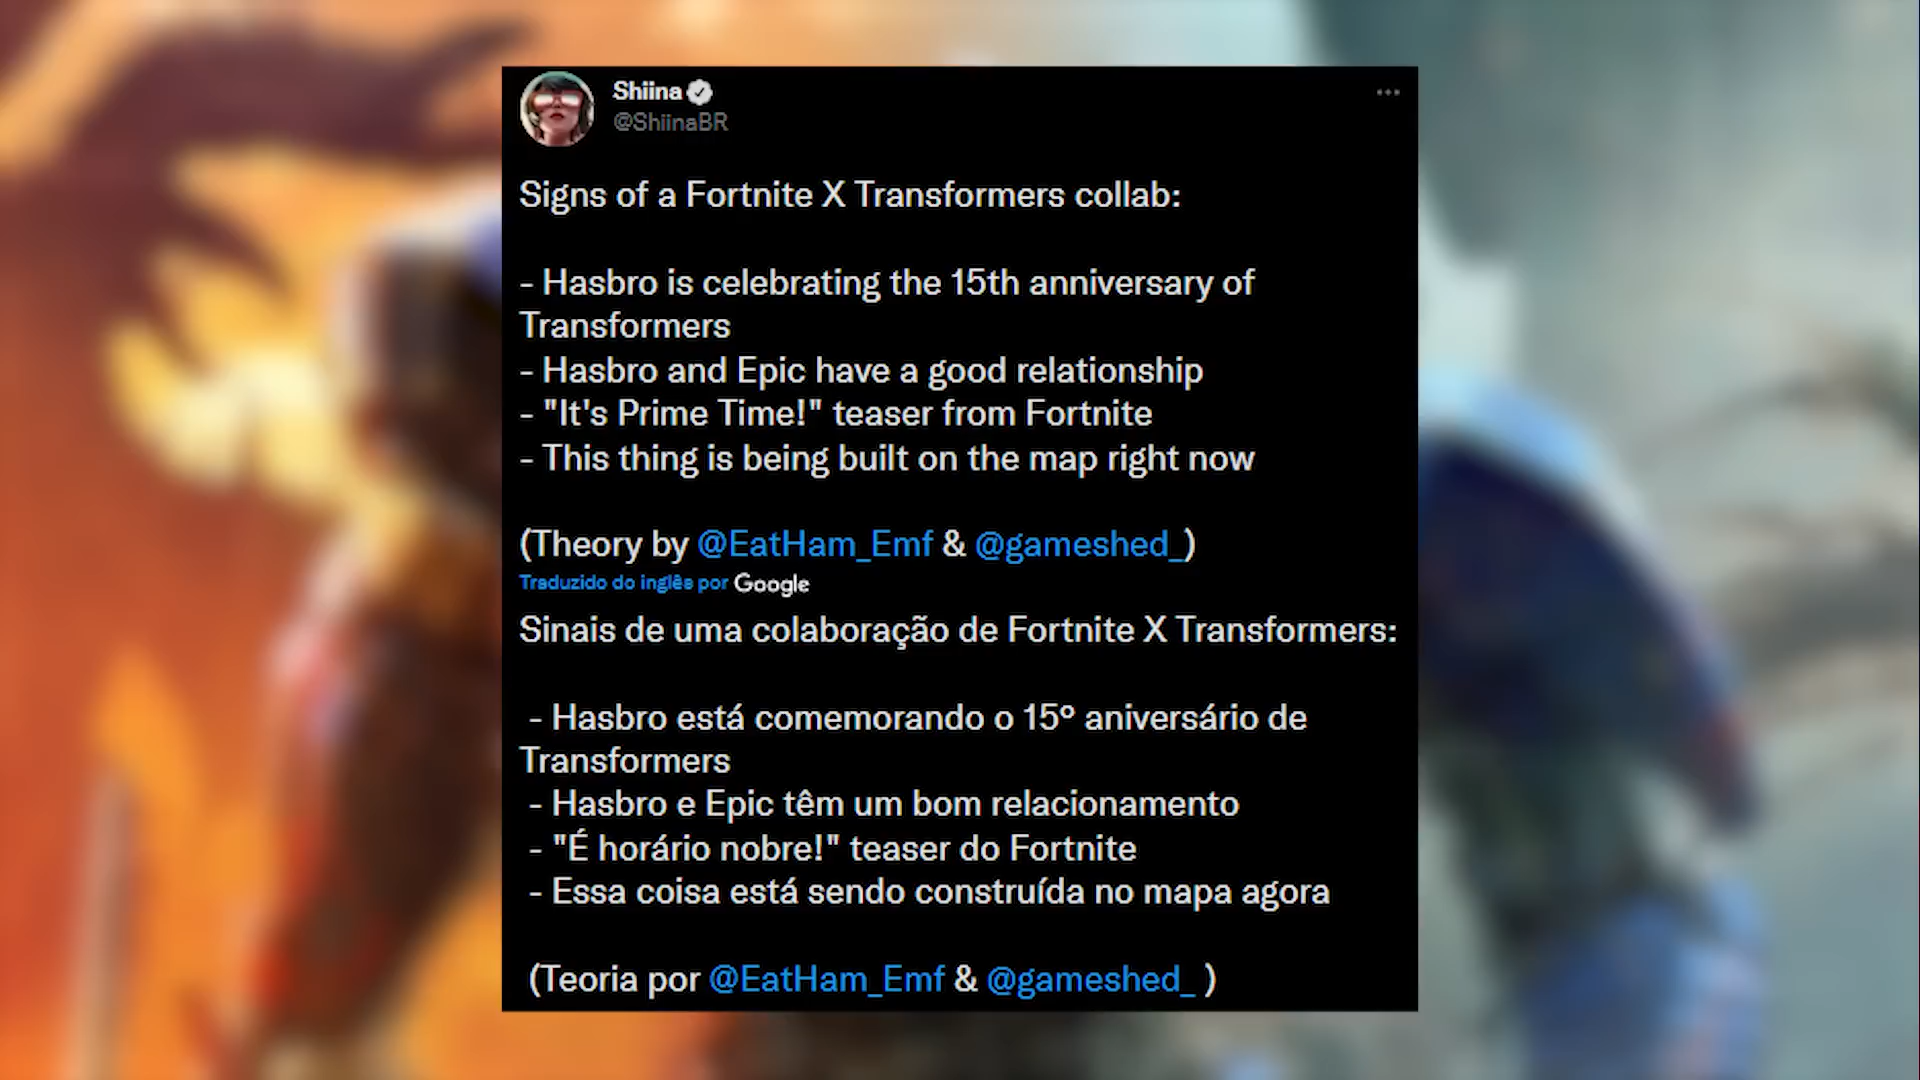 Shiina
@ShiinaBR
Signs of a Fortnite X Transformers collab:
- Hasbro is celebrating the 15th anniversary of
Transformers
- Hasbro and Epic have a good relationship
- "It's Prime Time!" teaser from Fortnite
- This thing is being built on the map right now
(Theory by @EatHam_Emf & @gameshed_)
Traduzido do inglês por Google
Sinais de uma colaboração de Fortnite X Transformers:
- Hasbro está comemorando o 15º aniversário de
Transformers
- Hasbro e Epic têm um bom relacionamento
- "É horário nobre!" teaser do Fortnite
- Essa coisa está sendo construída no mapa agora
(Teoria por @EatHam_Emf & @gameshed_ )